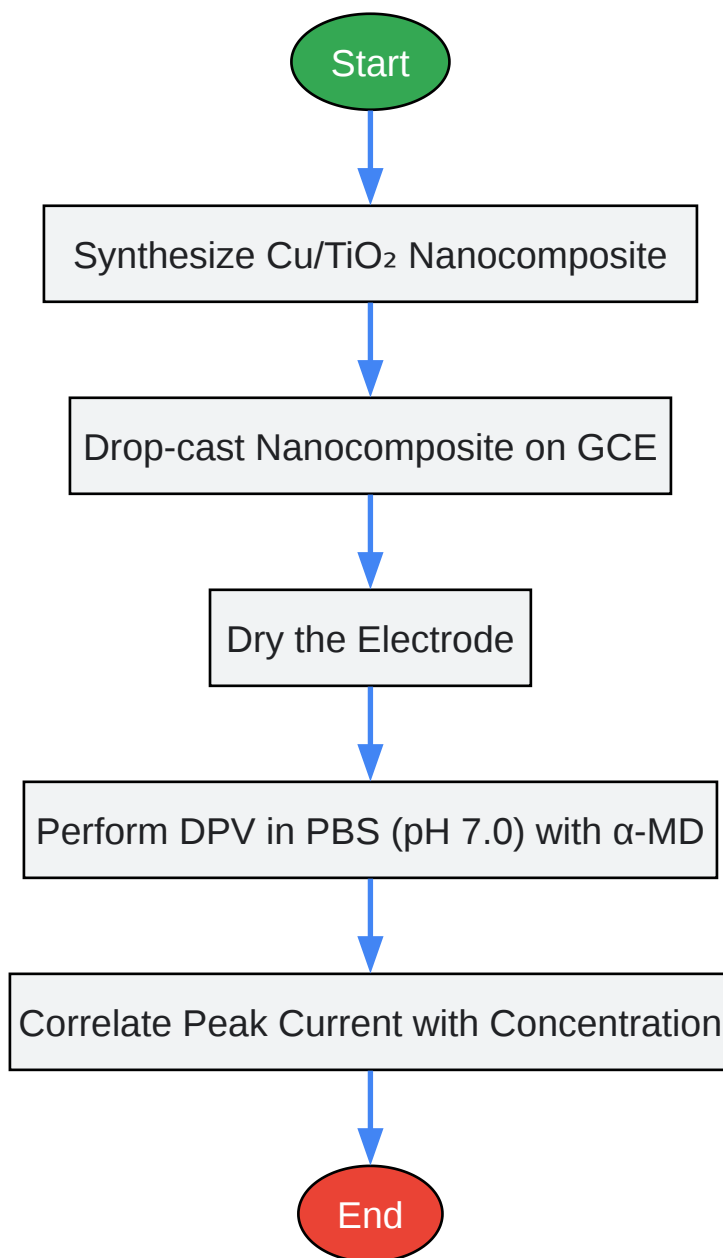 Start
Synthesize Cu/TiO₂ Nanocomposite
Drop-cast Nanocomposite on GCE
Dry the Electrode
Perform DPV in PBS (pH 7.0) with α-MD
Correlate Peak Current with Concentration
End